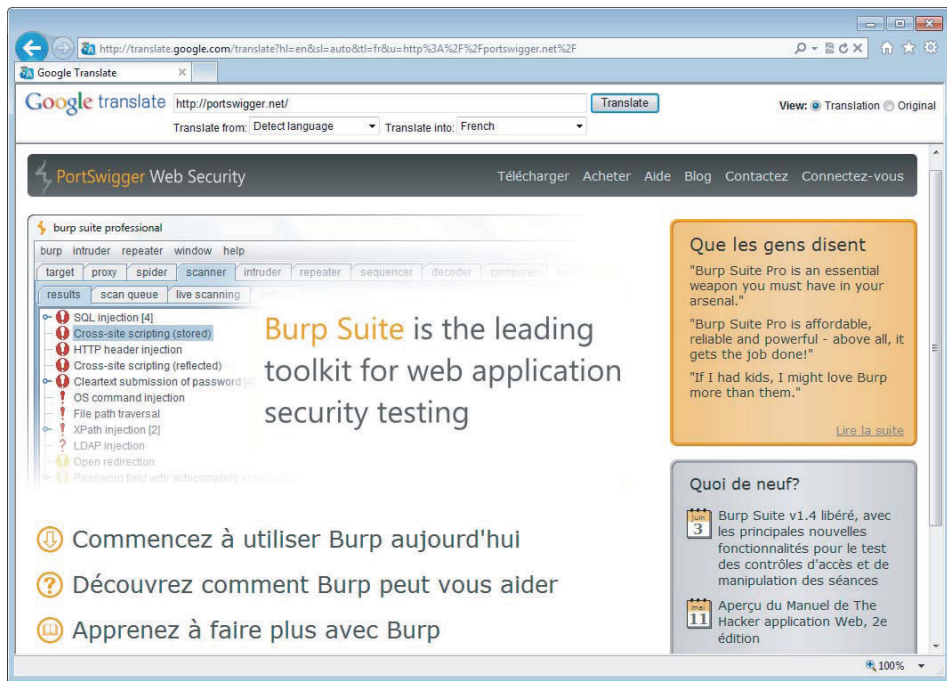 http://translate.google.com/translate?hl=en&sl=auto&tl=fr&u=http%3A%2F%2Fportswigger.net%2F
Google Translate
Google translate http://portswigger.net/ Translate View: Translation Original
Translate from: Detect language Translate into: French
PortSwigger Web Security Télécharger Acheter Aide Blog Contactez Connectez-vous
burp suite professional
burp intruder repeater window help
target proxy spider scanner intruder repeater sequencer decoder comparer
results scan queue live scanning
SQL injection [4]
Cross-site scripting (stored)
HTTP header injection
Cross-site scripting (reflected)
Cleartext submission of password [4]
OS command injection
File path traversal
XPath injection [2]
LDAP injection
Open redirection
Password field with autocomplete
Burp Suite is the leading
toolkit for web application
security testing
Commencez à utiliser Burp aujourd'hui
Découvrez comment Burp peut vous aider
Apprenez à faire plus avec Burp
Que les gens disent
"Burp Suite Pro is an essential
weapon you must have in your
arsenal."
"Burp Suite Pro is affordable,
reliable and powerful - above all, it
gets the job done!"
"If I had kids, I might love Burp
more than them."
Lire la suite
Quoi de neuf?
juin
3
Burp Suite v1.4 libéré, avec
les principales nouvelles
fonctionnalités pour le test
des contrôles d'accès et de
manipulation des séances
mai
11
Aperçu du Manuel de The
Hacker application Web, 2e
édition
100%